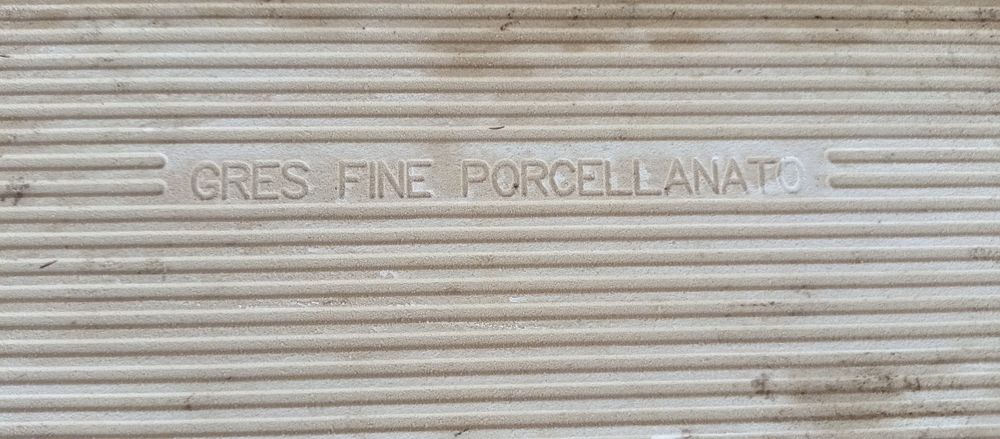 GRES FINE PORCELLANATO